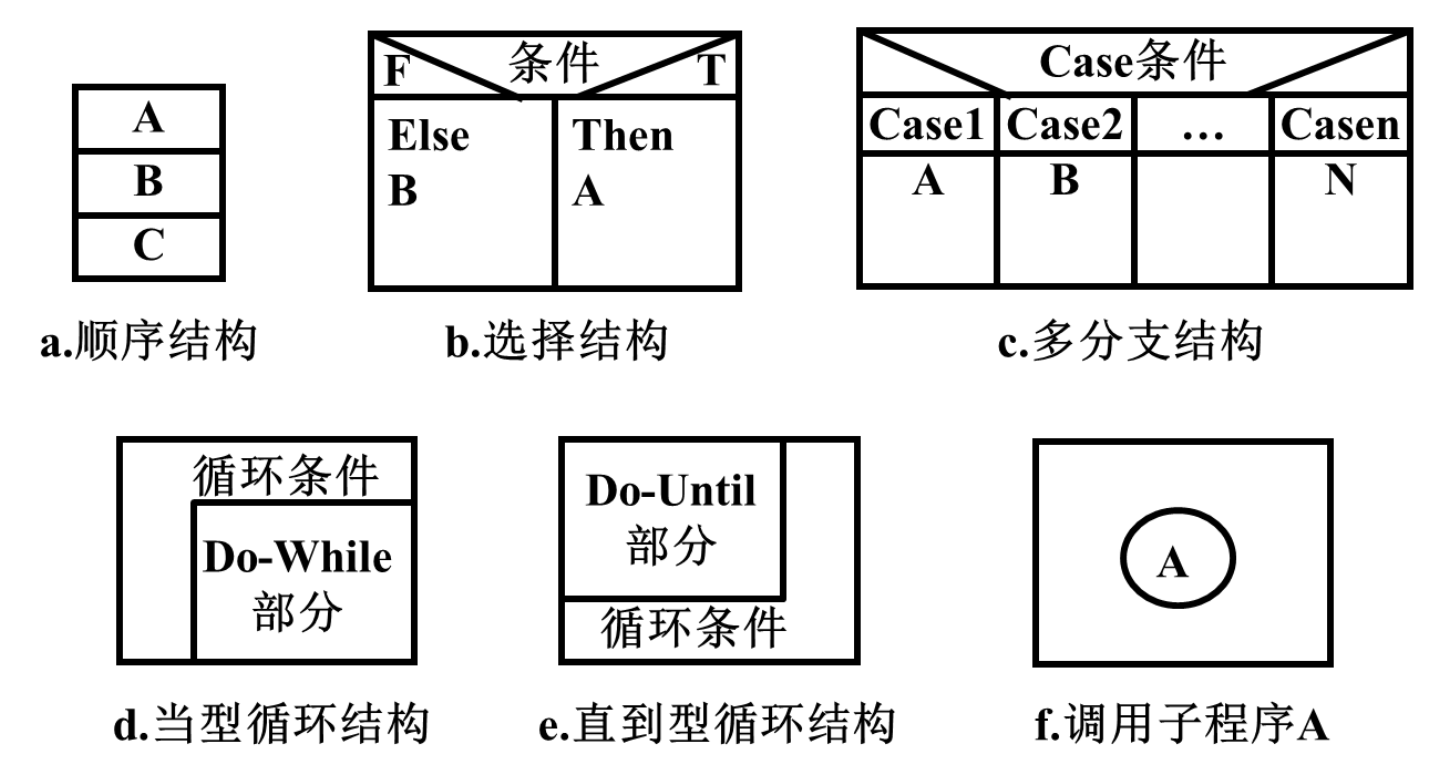 A
B
C
a.顺序结构
F 条件 T
Else Then
B A
b.选择结构
Case条件
Case1 Case2 … Casen
A B N
c.多分支结构
循环条件
Do-While
部分
d.当型循环结构
Do-Until
部分
循环条件
e.直到型循环结构
A
f.调用子程序A